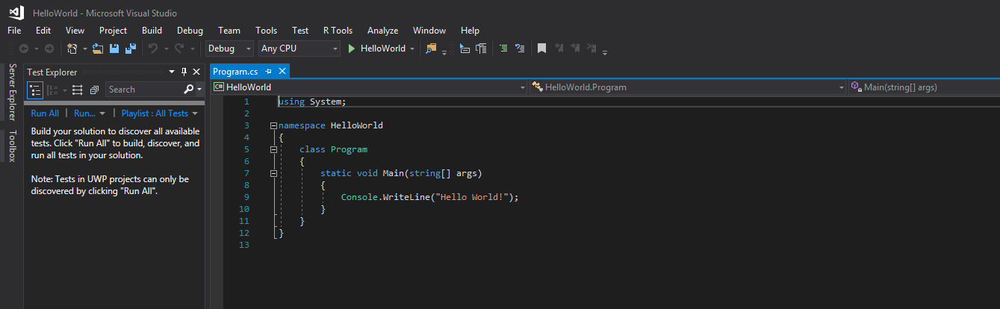 HelloWorld - Microsoft Visual Studio
File Edit View Project Build Debug Team Tools Test R Tools Analyze Window Help
Debug Any CPU HelloWorld
Server Explorer
Toolbox
Test Explorer
Search
Run All | Run... | Playlist : All Tests
Build your solution to discover all available
tests. Click "Run All" to build, discover, and
run all tests in your solution.
Note: Tests in UWP projects can only be
discovered by clicking "Run All".
Program.cs
C# HelloWorld HelloWorld.Program Main(string[] args)
1 using System;
2
3 namespace HelloWorld
4 {
5 class Program
6 {
7 static void Main(string[] args)
8 {
9 Console.WriteLine("Hello World!");
10 }
11 }
12 }
13